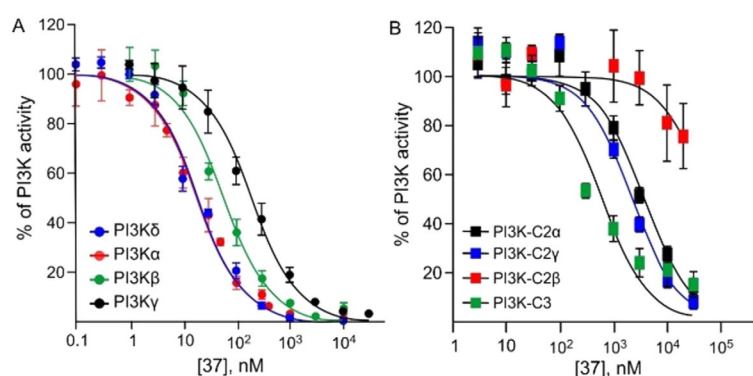 A
120
100
80
60
40
20
% of PI3K activity
PI3Kδ
PI3Kα
PI3Kβ
PI3Kγ
0.1 1 10 10² 10³ 10⁴
[37], nM
B
120
100
80
60
40
20
% of PI3K activity
PI3K-C2α
PI3K-C2γ
PI3K-C2β
PI3K-C3
1 10 10² 10³ 10⁴ 10⁵
[37], nM